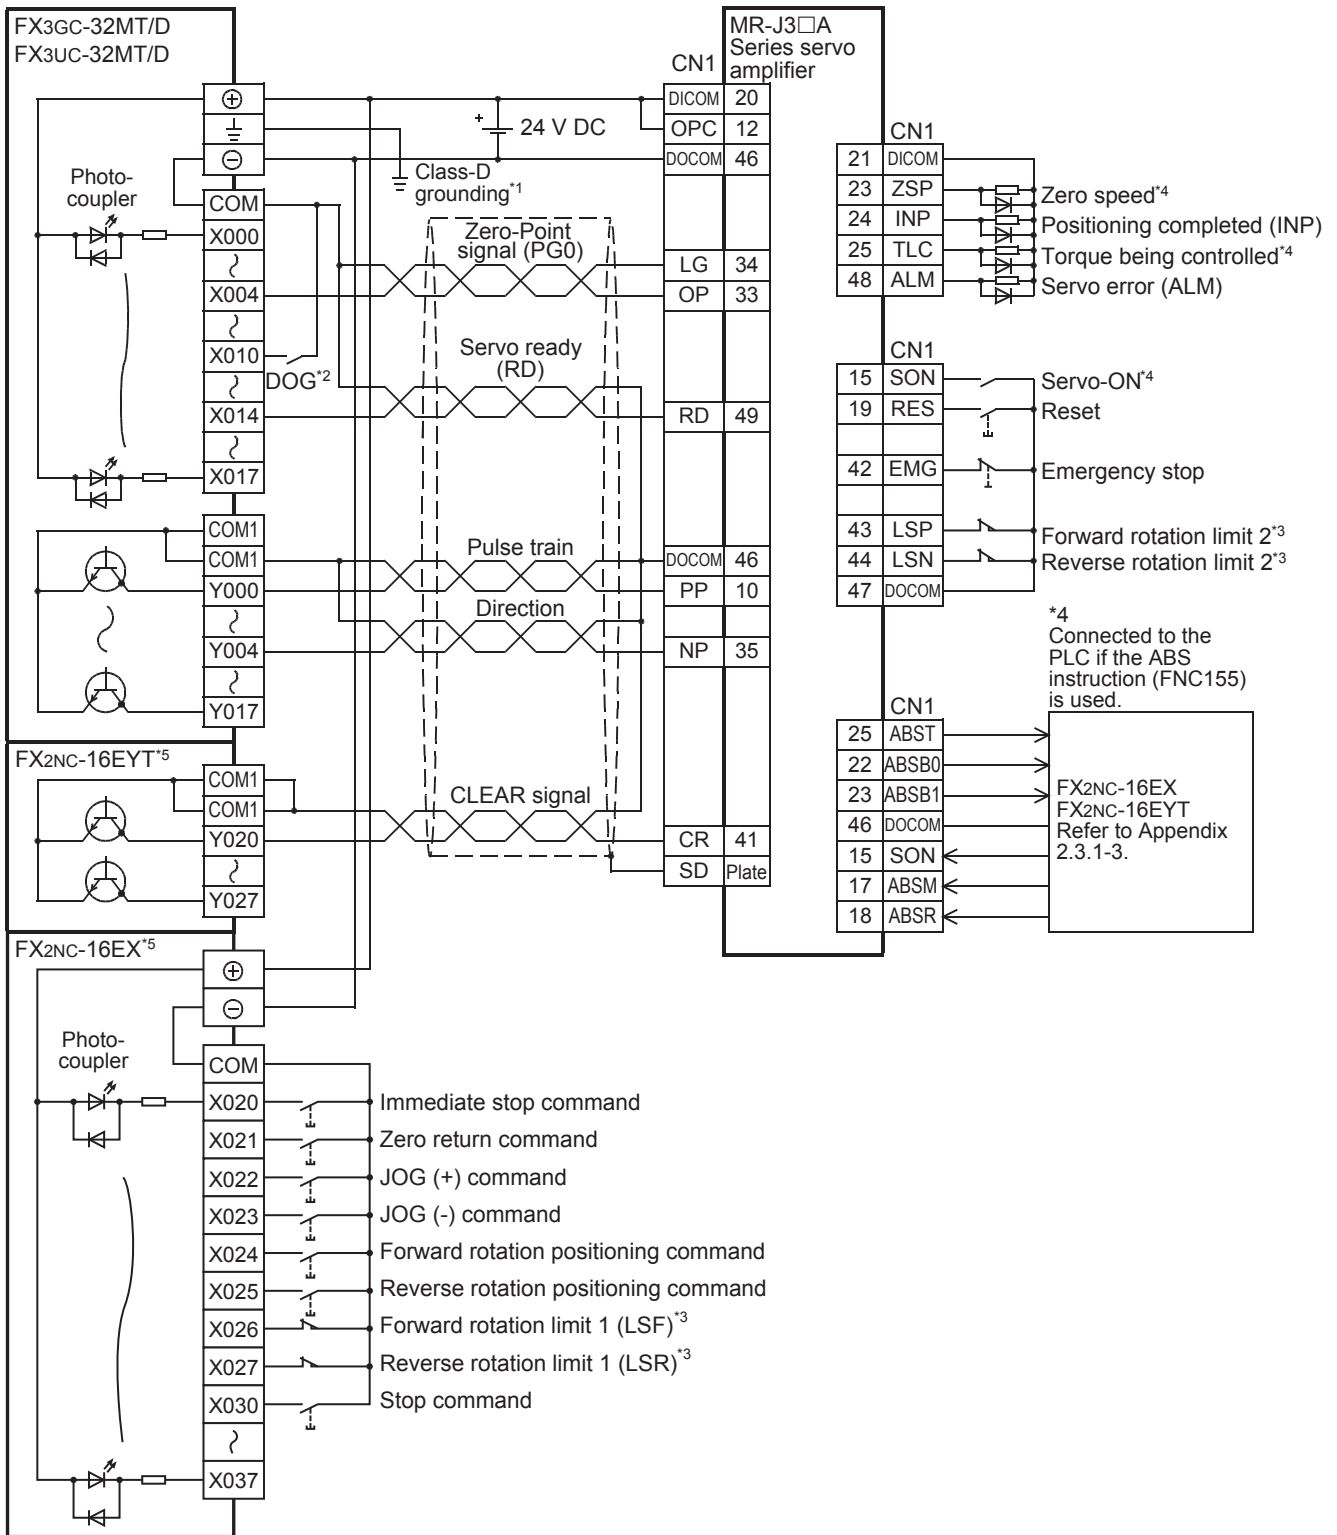 FX3GC-32MT/D
FX3UC-32MT/D
MR-J3□A
Series servo
amplifier
CN1
⊕
⊖
Photo-
coupler
COM
X000
X004
X010
X014
X017
COM1
COM1
Y000
Y004
Y017
24 V DC
Class-D
grounding*1
Zero-Point
signal (PG0)
DOG*2
Servo ready
(RD)
Pulse train
Direction
CLEAR signal
DICOM 20
OPC 12
DOCOM 46
LG 34
OP 33
RD 49
DOCOM 46
PP 10
NP 35
CR 41
SD Plate
CN1
21 DICOM
23 ZSP Zero speed*4
24 INP Positioning completed (INP)
25 TLC Torque being controlled*4
48 ALM Servo error (ALM)
CN1
15 SON Servo-ON*4
19 RES Reset
42 EMG Emergency stop
43 LSP Forward rotation limit 2*3
44 LSN Reverse rotation limit 2*3
47 DOCOM
*4
Connected to the
PLC if the ABS
instruction (FNC155)
is used.
CN1
25 ABST
22 ABSB0
23 ABSB1
46 DOCOM
15 SON
17 ABSM
18 ABSR
FX2NC-16EX
FX2NC-16EYT
Refer to Appendix
2.3.1-3.
FX2NC-16EYT*5
COM1
COM1
Y020
Y027
FX2NC-16EX*5
⊕
⊖
Photo-
coupler
COM
X020 Immediate stop command
X021 Zero return command
X022 JOG (+) command
X023 JOG (-) command
X024 Forward rotation positioning command
X025 Reverse rotation positioning command
X026 Forward rotation limit 1 (LSF)*3
X027 Reverse rotation limit 1 (LSR)*3
X030 Stop command
X037